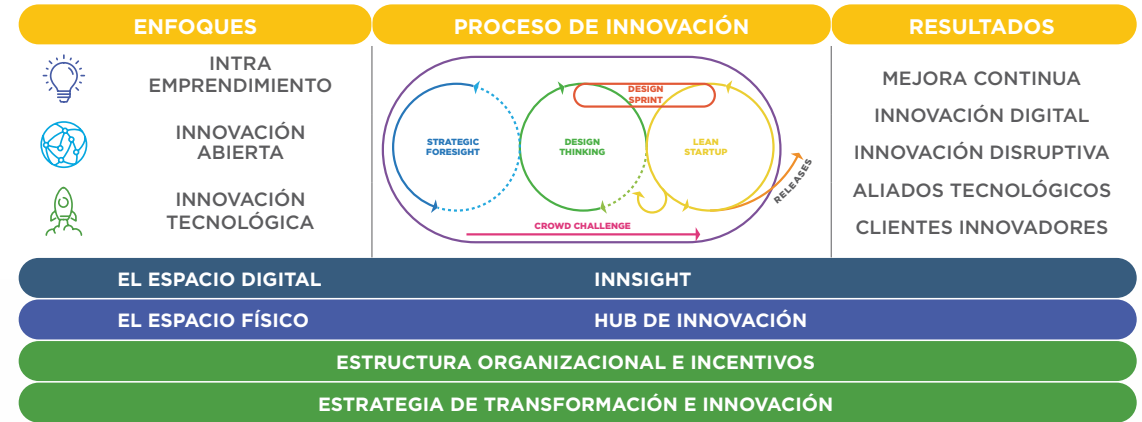 ENFOQUES
PROCESO DE INNOVACIÓN
RESULTADOS
INTRA
EMPRENDIMIENTO
INNOVACIÓN
ABIERTA
INNOVACIÓN
TECNOLÓGICA
STRATEGIC
FORESIGHT
DESIGN
THINKING
DESIGN
SPRINT
LEAN
STARTUP
RELEASES
CROWD CHALLENGE
MEJORA CONTINUA
INNOVACIÓN DIGITAL
INNOVACIÓN DISRUPTIVA
ALIADOS TECNOLÓGICOS
CLIENTES INNOVADORES
EL ESPACIO DIGITAL
INNSIGHT
EL ESPACIO FÍSICO
HUB DE INNOVACIÓN
ESTRUCTURA ORGANIZACIONAL E INCENTIVOS
ESTRATEGIA DE TRANSFORMACIÓN E INNOVACIÓN